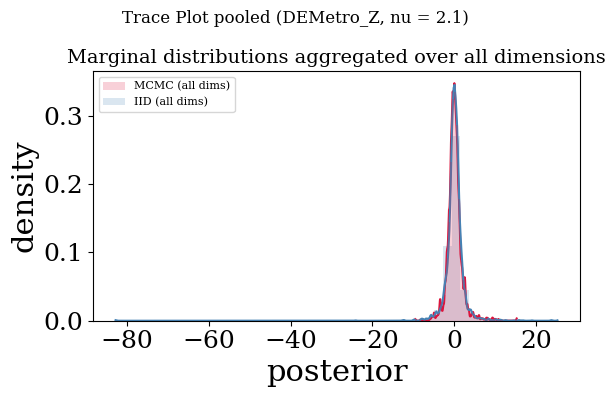 Trace Plot pooled (DEMetro_Z, nu = 2.1)
Marginal distributions aggregated over all dimensions
MCMC (all dims)
IID (all dims)
density
0.3
0.2
0.1
0.0
−80 −60 −40 −20 0 20
posterior